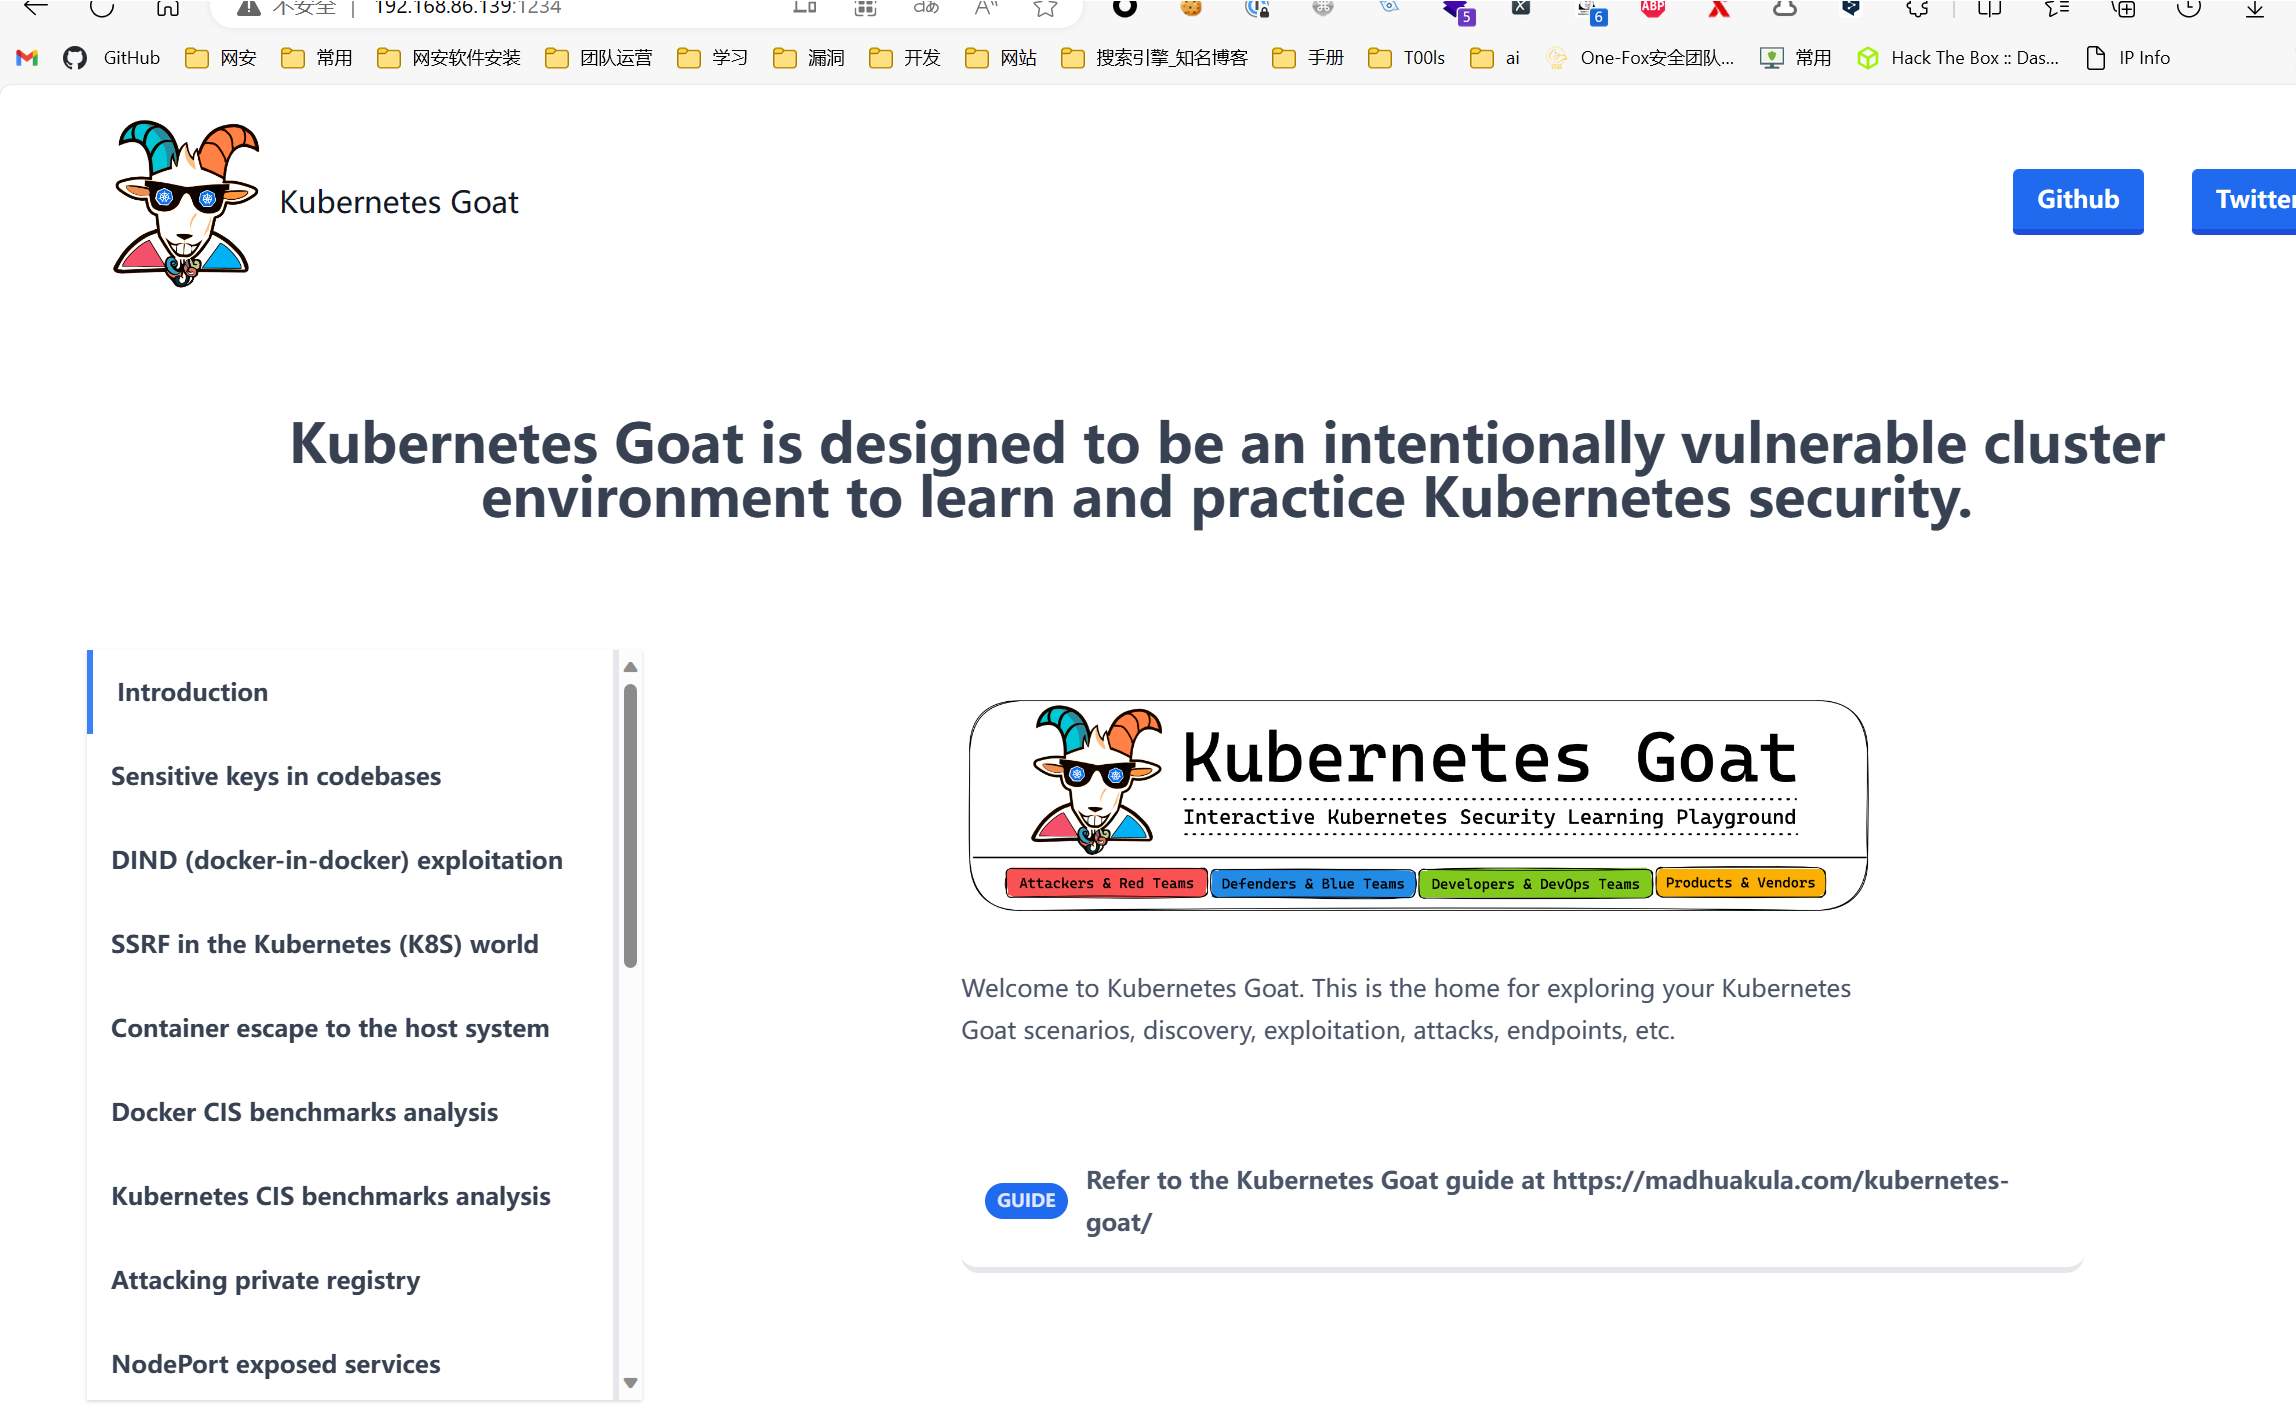 不安全 | 192.168.86.139:1234
GitHub 网安 常用 网安软件安装 团队运营 学习 漏洞 开发 网站 搜索引擎_知名博客 手册 T00ls ai One-Fox安全团队... 常用 Hack The Box :: Das... IP Info
5
6
ABP
Kubernetes Goat
Github
Twitter
Kubernetes Goat is designed to be an intentionally vulnerable cluster
environment to learn and practice Kubernetes security.
Introduction
Sensitive keys in codebases
DIND (docker-in-docker) exploitation
SSRF in the Kubernetes (K8S) world
Container escape to the host system
Docker CIS benchmarks analysis
Kubernetes CIS benchmarks analysis
Attacking private registry
NodePort exposed services
Kubernetes Goat
Interactive Kubernetes Security Learning Playground
Attackers & Red Teams
Defenders & Blue Teams
Developers & DevOps Teams
Products & Vendors
Welcome to Kubernetes Goat. This is the home for exploring your Kubernetes
Goat scenarios, discovery, exploitation, attacks, endpoints, etc.
GUIDE
Refer to the Kubernetes Goat guide at https://madhuakula.com/kubernetes-
goat/